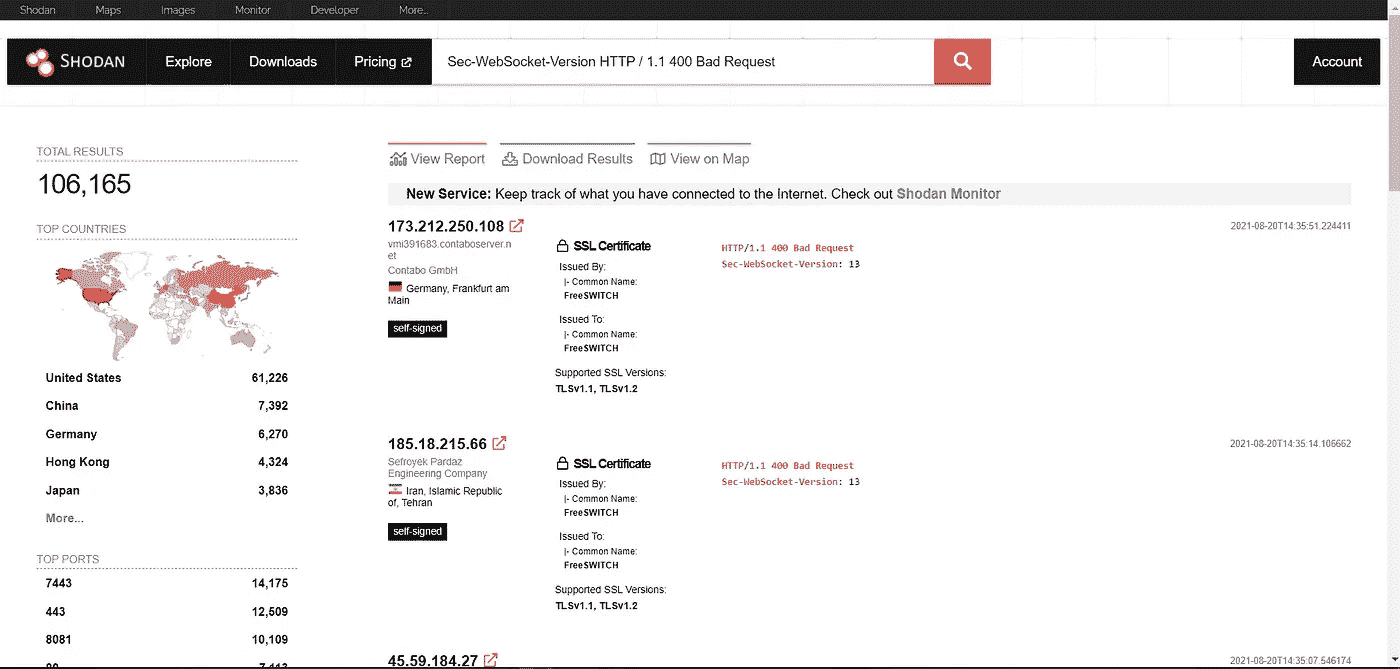 Shodan Maps Images Monitor Developer More...
SHODAN Explore Downloads Pricing Sec-WebSocket-Version HTTP / 1.1 400 Bad Request Account
TOTAL RESULTS
106,165
TOP COUNTRIES
United States 61,226
China 7,392
Germany 6,270
Hong Kong 4,324
Japan 3,836
More...
TOP PORTS
7443 14,175
443 12,509
8081 10,109
View Report Download Results View on Map
New Service: Keep track of what you have connected to the Internet. Check out Shodan Monitor
173.212.250.108
vmi391683.contaboserver.n
et
Contabo GmbH
Germany, Frankfurt am
Main
self-signed
SSL Certificate
Issued By:
|- Common Name:
FreeSWITCH
Issued To:
|- Common Name:
FreeSWITCH
Supported SSL Versions:
TLSv1.1, TLSv1.2
HTTP/1.1 400 Bad Request
Sec-WebSocket-Version: 13
2021-08-20T14:35:51.224411
185.18.215.66
Sefroyek Pardaz
Engineering Company
Iran, Islamic Republic
of, Tehran
self-signed
SSL Certificate
Issued By:
|- Common Name:
FreeSWITCH
Issued To:
|- Common Name:
FreeSWITCH
Supported SSL Versions:
TLSv1.1, TLSv1.2
HTTP/1.1 400 Bad Request
Sec-WebSocket-Version: 13
2021-08-20T14:35:14.106662
45.59.184.27
2021-08-20T14:35:07.546174